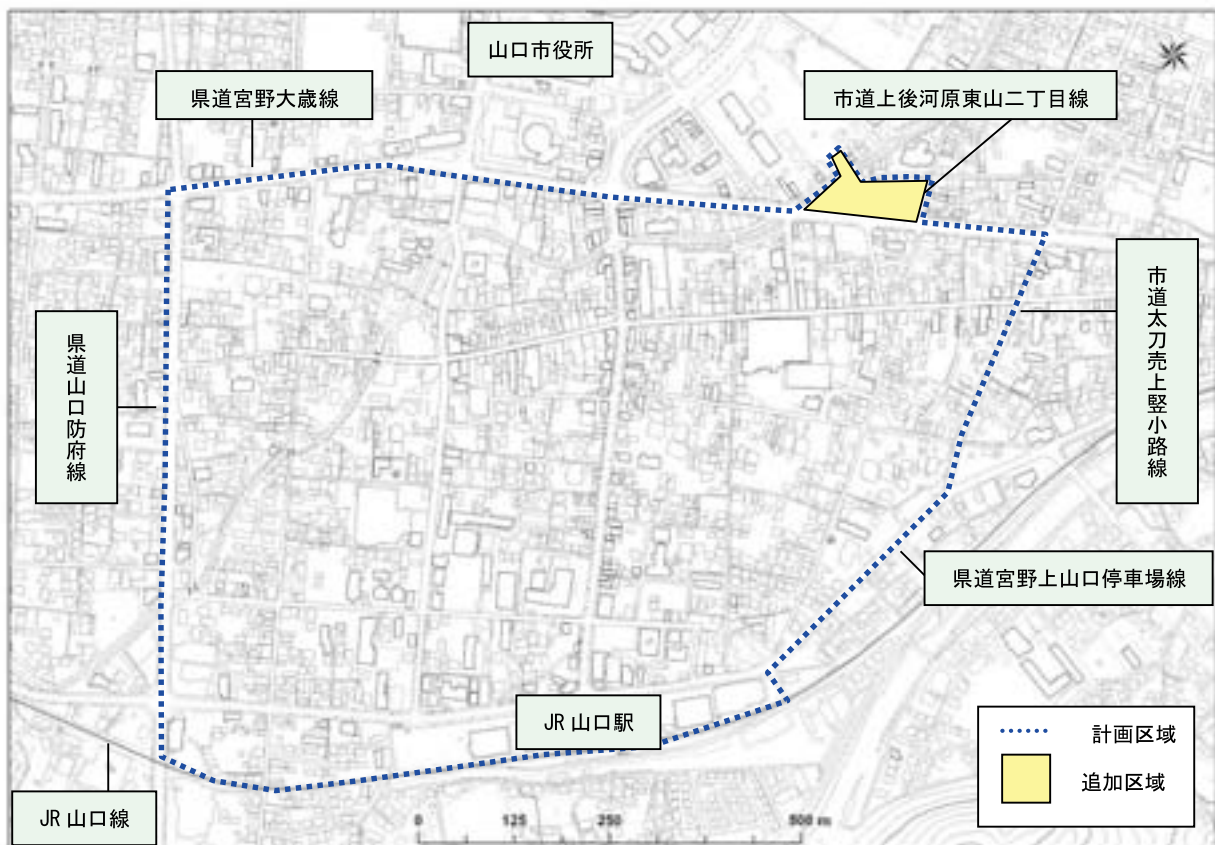 山口市役所
県道宮野大歳線
市道上後河原東山二丁目線
県道山口防府線
市道太刀売上竪小路線
県道宮野上山口停車場線
JR 山口駅
計画区域
追加区域
JR 山口線
0 125 250 500 m